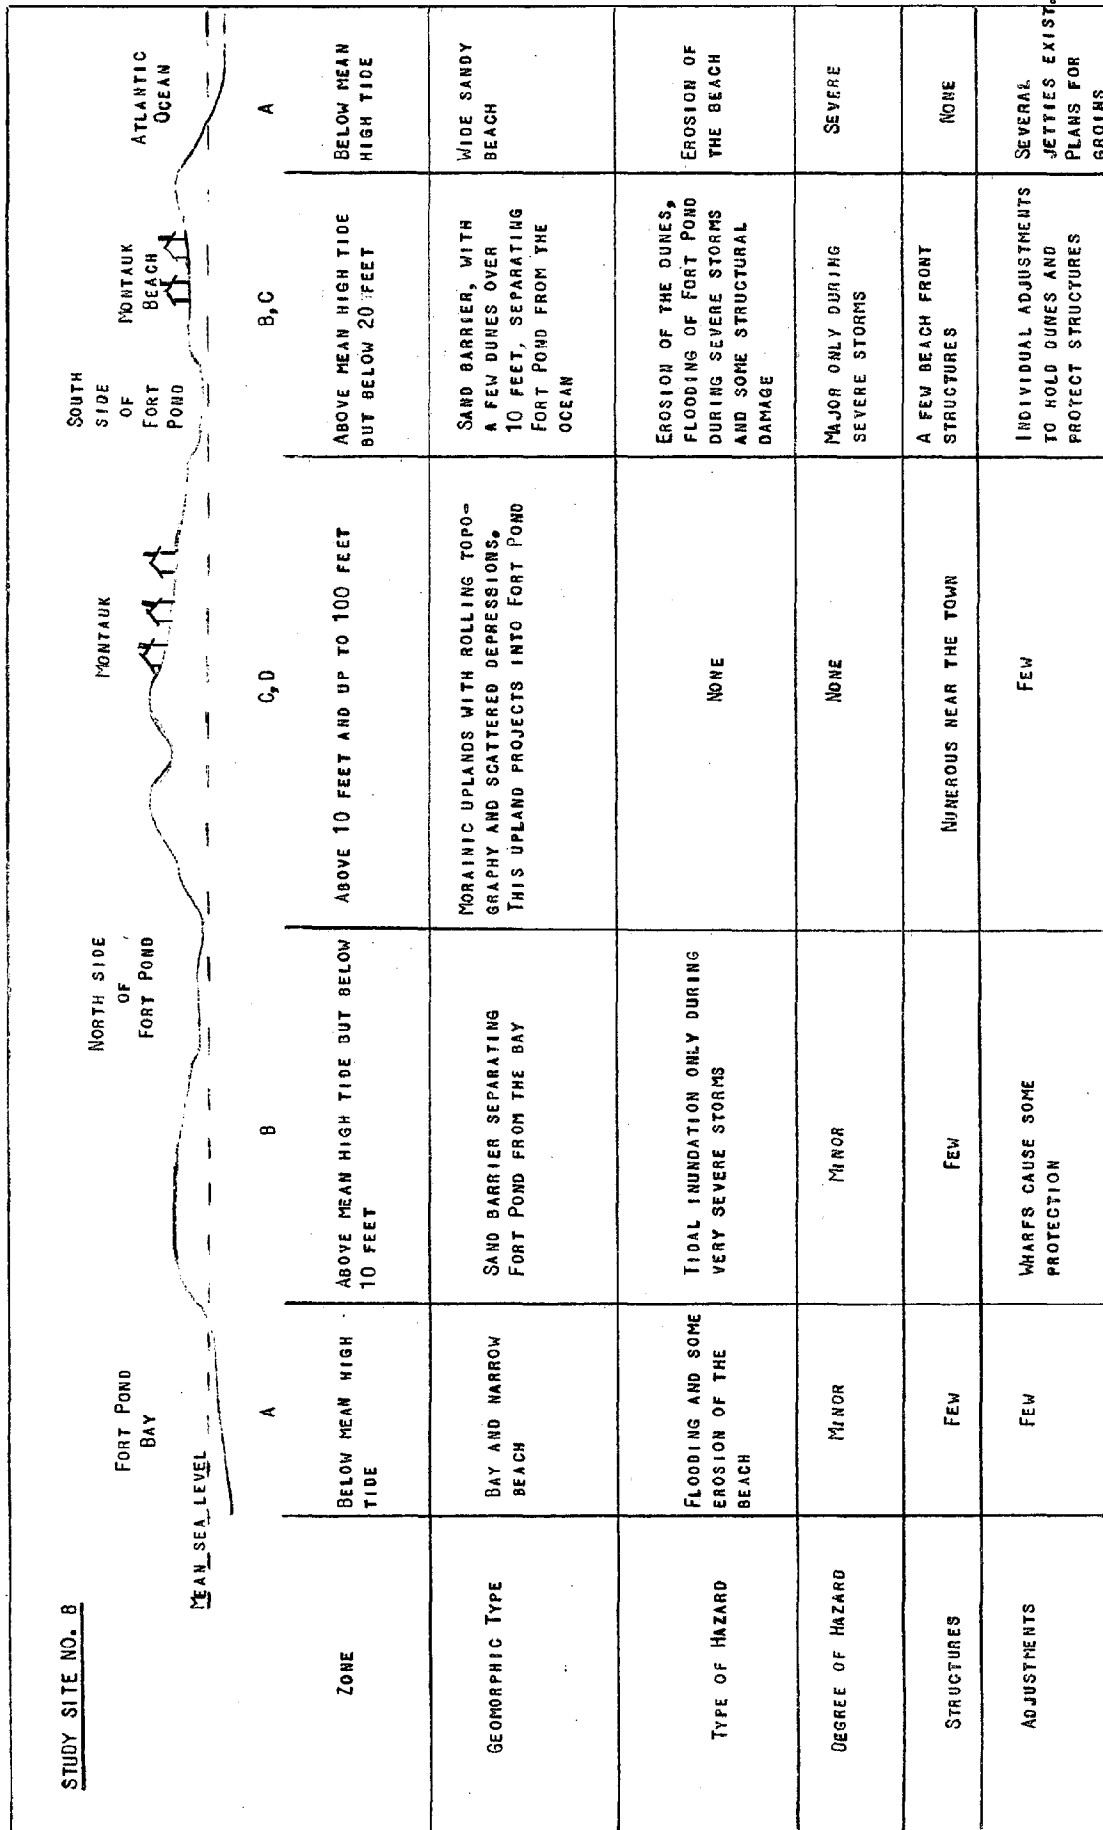 STUDY SITE NO. 8
FORT POND
BAY
NORTH SIDE
OF
FORT POND
MONTAUK
SOUTH
SIDE
OF
FORT
POND
MONTAUK
BEACH
ATLANTIC
OCEAN
MEAN SEA LEVEL
A
B
C,D
B,C
A
ZONE
BELOW MEAN HIGH
TIDE
ABOVE MEAN HIGH TIDE BUT BELOW
10 FEET
ABOVE 10 FEET AND UP TO 100 FEET
ABOVE MEAN HIGH TIDE
BUT BELOW 20 FEET
BELOW MEAN
HIGH TIDE
GEOMORPHIC TYPE
BAY AND NARROW
BEACH
SAND BARRIER SEPARATING
FORT POND FROM THE BAY
MORAINIC UPLANDS WITH ROLLING TOPO-
GRAPHY AND SCATTERED DEPRESSIONS.
THIS UPLAND PROJECTS INTO FORT POND
SAND BARRIER, WITH
A FEW DUNES OVER
10 FEET, SEPARATING
FORT POND FROM THE
OCEAN
WIDE SANDY
BEACH
TYPE OF HAZARD
FLOODING AND SOME
EROSION OF THE
BEACH
TIDAL INUNDATION ONLY DURING
VERY SEVERE STORMS
NONE
EROSION OF THE DUNES,
FLOODING OF FORT POND
DURING SEVERE STORMS
AND SOME STRUCTURAL
DAMAGE
EROSION OF
THE BEACH
DEGREE OF HAZARD
MINOR
MINOR
NONE
MAJOR ONLY DURING
SEVERE STORMS
SEVERE
STRUCTURES
FEW
FEW
NUNEROUS NEAR THE TOWN
A FEW BEACH FRONT
STRUCTURES
NONE
ADJUSTMENTS
FEW
WHARFS CAUSE SOME
PROTECTION
FEW
INDIVIDUAL ADJUSTMENTS
TO HOLD DUNES AND
PROTECT STRUCTURES
SEVERAL
JETTIES EXIST.
PLANS FOR
GROINS